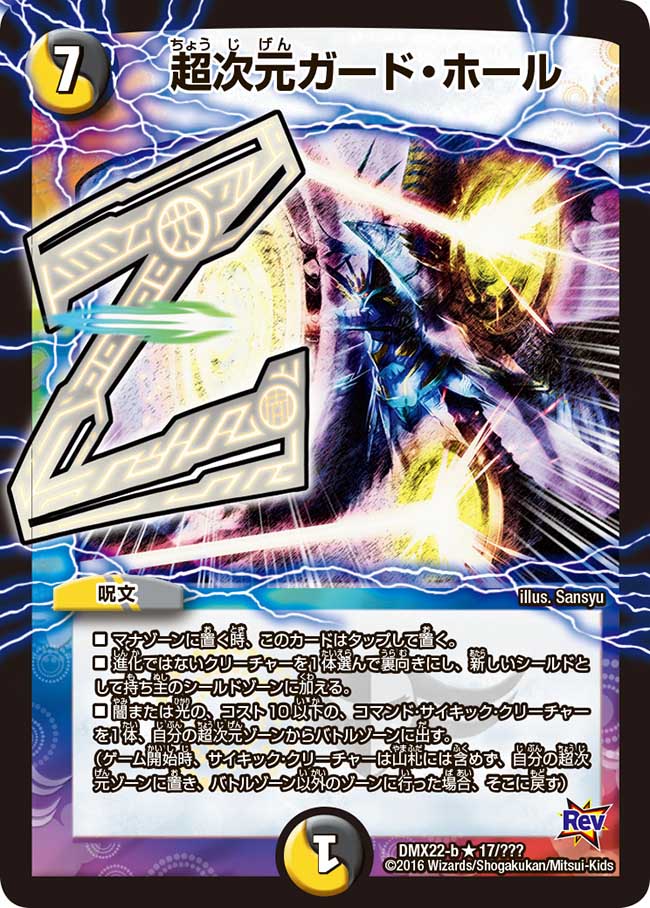 7
ちょうじげん
超次元ガード・ホール
Z
呪文
illus. Sansyu
■ マナゾーンに置く時、このカードはタップして置く。
■ 進化ではないクリーチャーを1体選んで裏向きにし、新しいシールドと
して持ち主のシールドゾーンに加える。
■ 闇または光の、コスト10以下の、コマンド・サイキック・クリーチャー
を1体、自分の超次元ゾーンからバトルゾーンに出す。
(ゲーム開始時、サイキック・クリーチャーは山札には含めず、自分の超次
元ゾーンに置き、バトルゾーン以外のゾーンに行った場合、そこに戻す)
Rev
1
DMX22-b★17/???
©2016 Wizards/Shogakukan/Mitsui-Kids